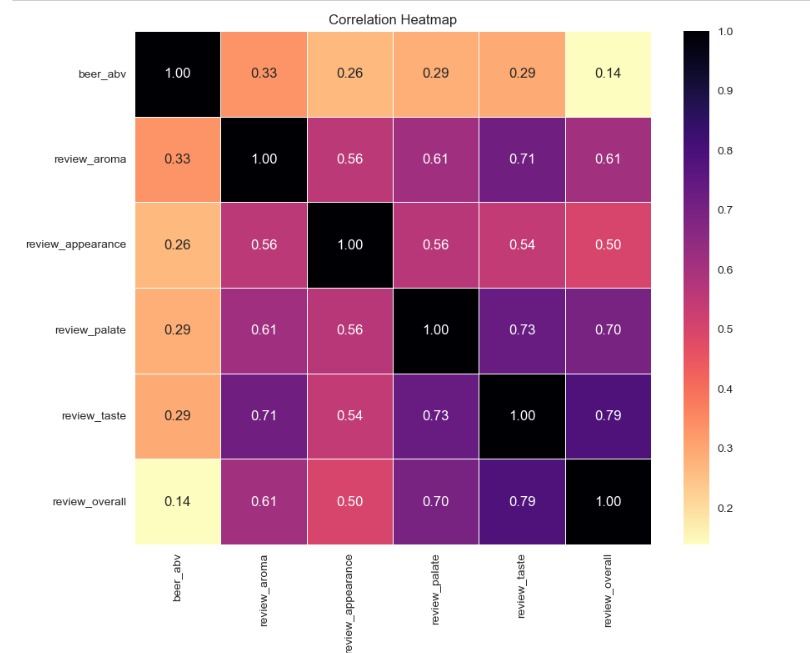 Correlation Heatmap
beer_abv 1.00 0.33 0.26 0.29 0.29 0.14
review_aroma 0.33 1.00 0.56 0.61 0.71 0.61
review_appearance 0.26 0.56 1.00 0.56 0.54 0.50
review_palate 0.29 0.61 0.56 1.00 0.73 0.70
review_taste 0.29 0.71 0.54 0.73 1.00 0.79
review_overall 0.14 0.61 0.50 0.70 0.79 1.00
beer_abv
review_aroma
review_appearance
review_palate
review_taste
review_overall
1.0
0.9
0.8
0.7
0.6
0.5
0.4
0.3
0.2